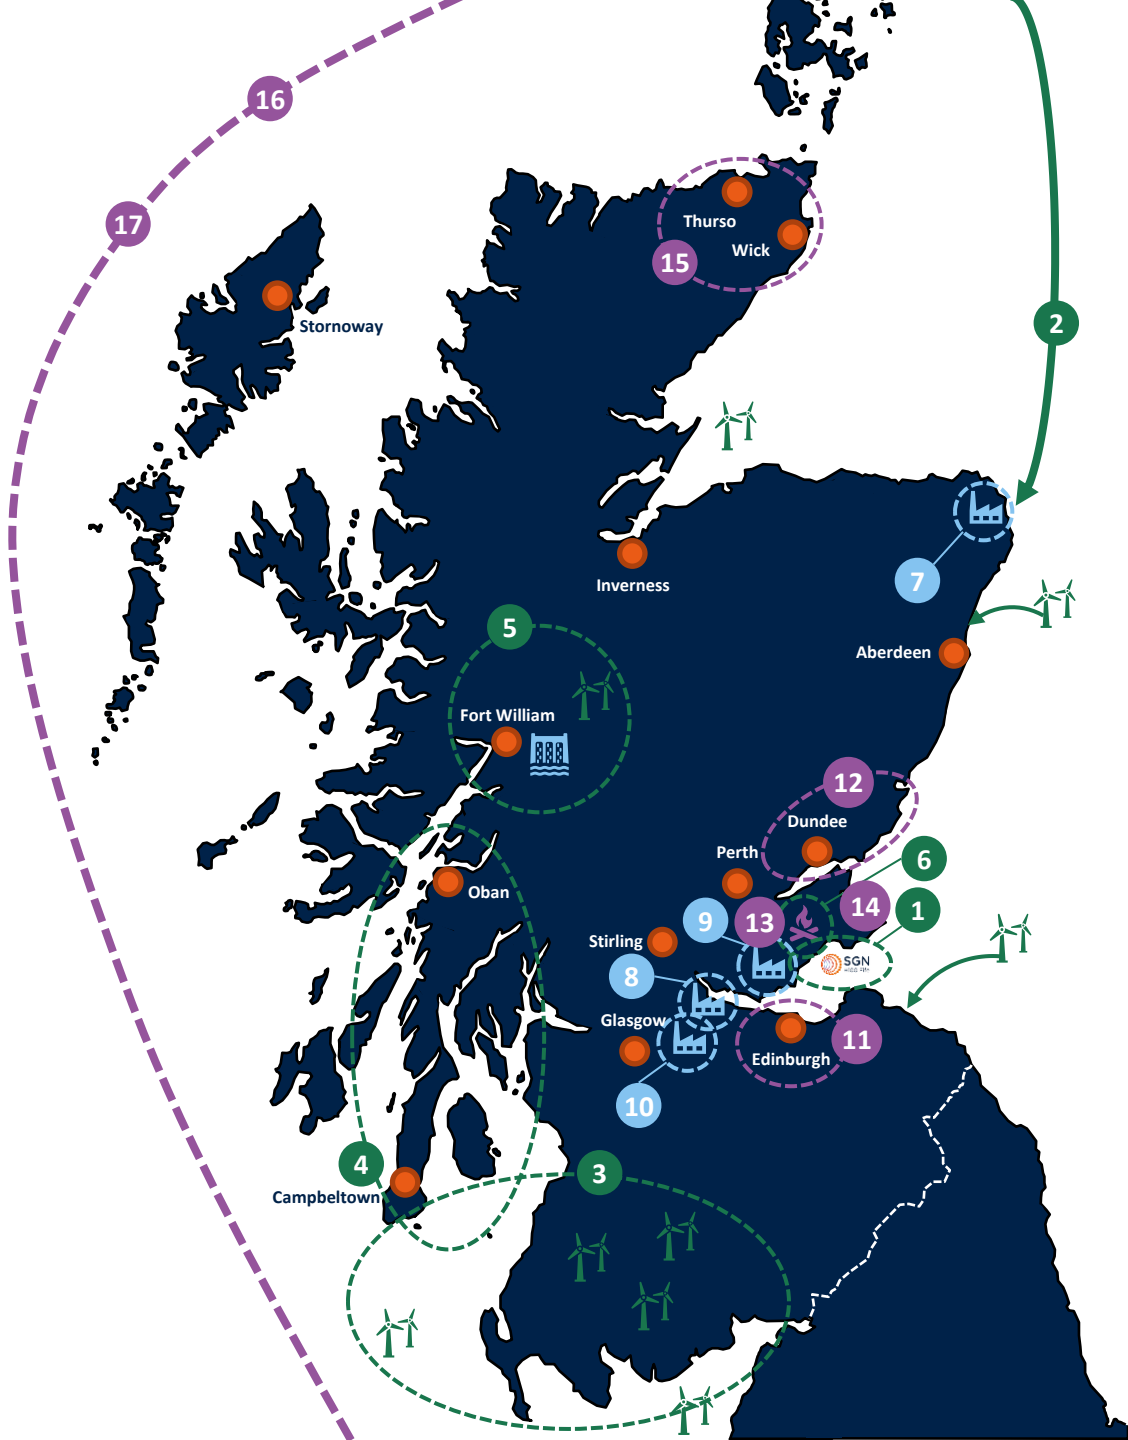 16
17
Thurso
Wick
15
Stornoway
2
Inverness
7
5
Aberdeen
Fort William
12
Dundee
Perth
6
Oban
9
13
14
1
Stirling
SGN
8
Glasgow
Edinburgh
11
10
4
3
Campbeltown